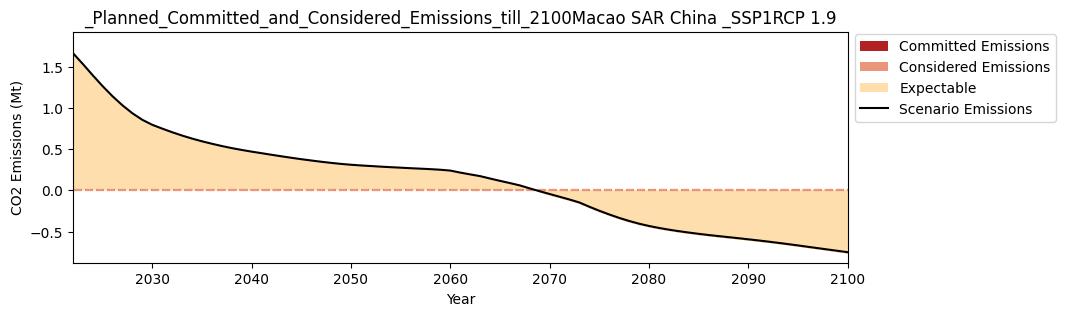 _Planned_Committed_and_Considered_Emissions_till_2100Macao SAR China _SSP1RCP 1.9
Committed Emissions
Considered Emissions
Expectable
Scenario Emissions
CO2 Emissions (Mt)
1.5
1.0
0.5
0.0
−0.5
2030 2040 2050 2060 2070 2080 2090 2100
Year